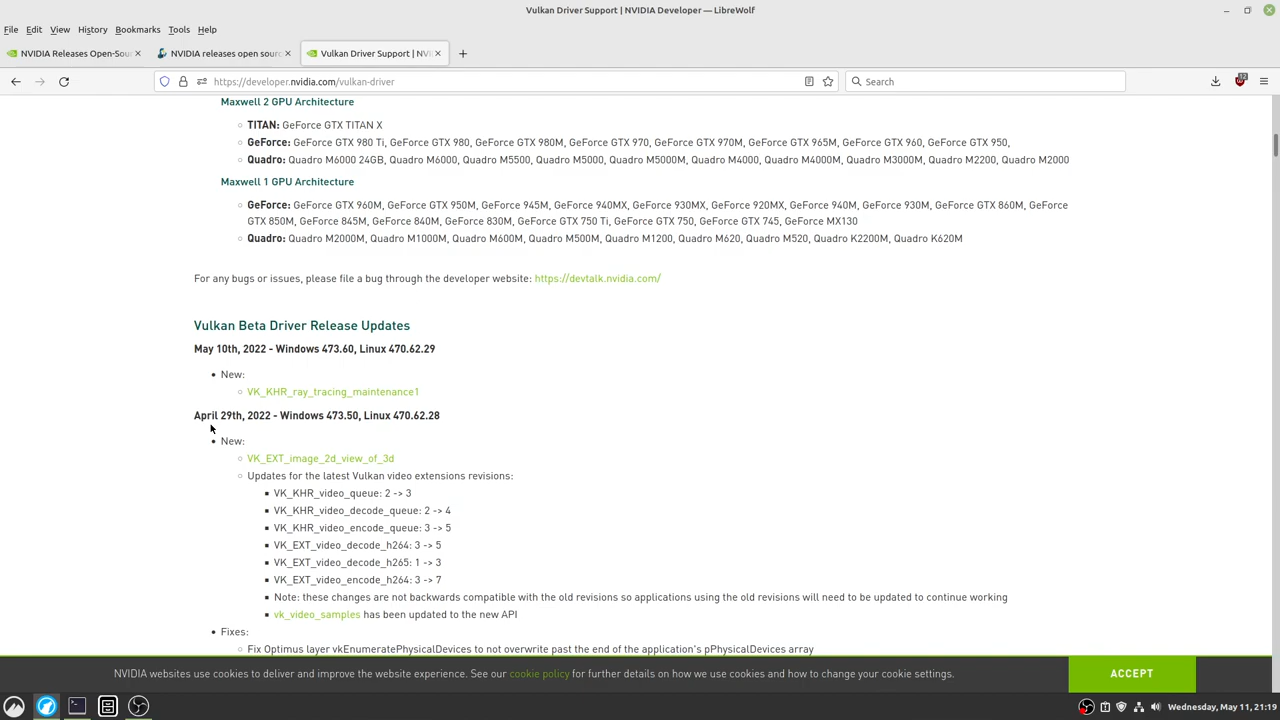 Vulkan Driver Support | NVIDIA Developer — LibreWolf
File Edit View History Bookmarks Tools Help
NVIDIA Releases Open-Sou
NVIDIA releases open sourc
Vulkan Driver Support | NVI
https://developer.nvidia.com/vulkan-driver
Search
Maxwell 2 GPU Architecture
TITAN: GeForce GTX TITAN X
GeForce: GeForce GTX 980 Ti, GeForce GTX 980, GeForce GTX 980M, GeForce GTX 970, GeForce GTX 970M, GeForce GTX 965M, GeForce GTX 960, GeForce GTX 950,
Quadro: Quadro M6000 24GB, Quadro M6000, Quadro M5500, Quadro M5000, Quadro M5000M, Quadro M4000, Quadro M4000M, Quadro M3000M, Quadro M2200, Quadro M2000
Maxwell 1 GPU Architecture
GeForce: GeForce GTX 960M, GeForce GTX 950M, GeForce 945M, GeForce 940MX, GeForce 930MX, GeForce 920MX, GeForce 940M, GeForce 930M, GeForce GTX 860M, GeForce
GTX 850M, GeForce 845M, GeForce 840M, GeForce 830M, GeForce GTX 750 Ti, GeForce GTX 750, GeForce GTX 745, GeForce MX130
Quadro: Quadro M2000M, Quadro M1000M, Quadro M600M, Quadro M500M, Quadro M1200, Quadro M620, Quadro M520, Quadro K2200M, Quadro K620M
For any bugs or issues, please file a bug through the developer website: https://devtalk.nvidia.com/
Vulkan Beta Driver Release Updates
May 10th, 2022 - Windows 473.60, Linux 470.62.29
New:
VK_KHR_ray_tracing_maintenance1
April 29th, 2022 - Windows 473.50, Linux 470.62.28
New:
VK_EXT_image_2d_view_of_3d
Updates for the latest Vulkan video extensions revisions:
VK_KHR_video_queue: 2 -> 3
VK_KHR_video_decode_queue: 2 -> 4
VK_KHR_video_encode_queue: 3 -> 5
VK_EXT_video_decode_h264: 3 -> 5
VK_EXT_video_decode_h265: 1 -> 3
VK_EXT_video_encode_h264: 3 -> 7
Note: these changes are not backwards compatible with the old revisions so applications using the old revisions will need to be updated to continue working
vk_video_samples has been updated to the new API
Fixes:
Fix Optimus layer vkEnumeratePhysicalDevices to not overwrite past the end of the application's pPhysicalDevices array
NVIDIA websites use cookies to deliver and improve the website experience. See our cookie policy for further details on how we use cookies and how to change your cookie settings.
ACCEPT
Wednesday, May 11, 21:19